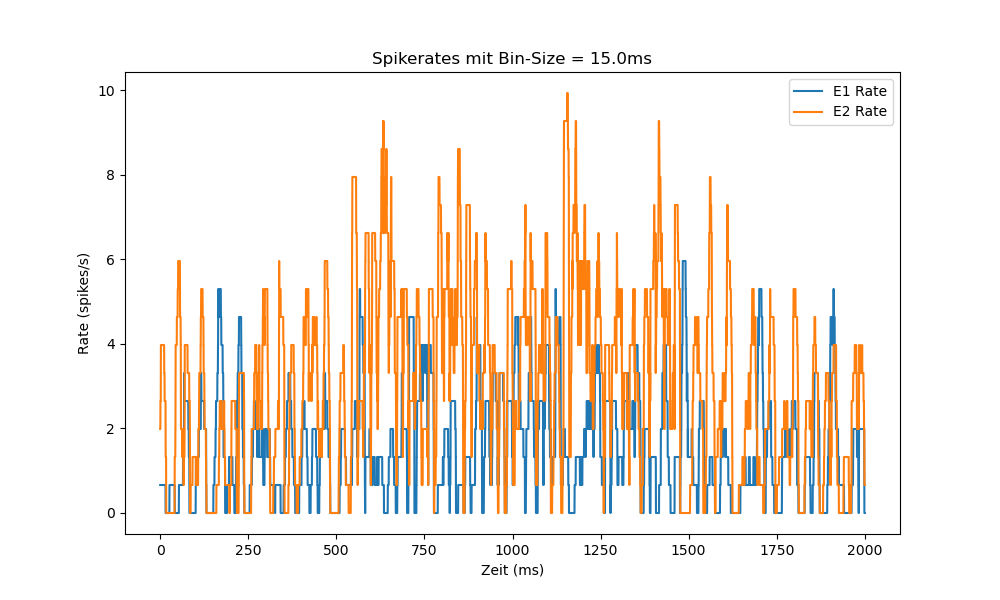 Spikerates mit Bin-Size = 15.0ms
E1 Rate
E2 Rate
10
8
6
4
2
0
Rate (spikes/s)
0 250 500 750 1000 1250 1500 1750 2000
Zeit (ms)